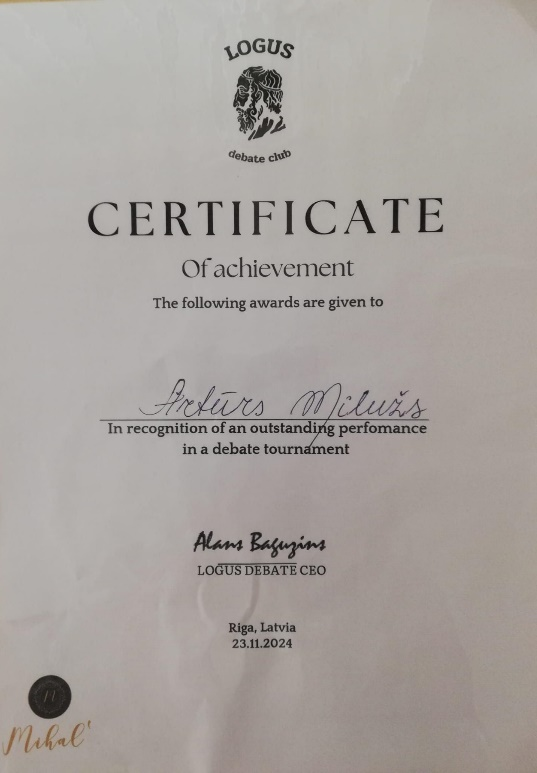 LOGUS
debate club
CERTIFICATE
Of achievement
The following awards are given to
Artūrs Milužs
In recognition of an outstanding perfomance
in a debate tournament
Alans Baguzins
LOGUS DEBATE CEO
Riga, Latvia
23.11.2024
Mihal'